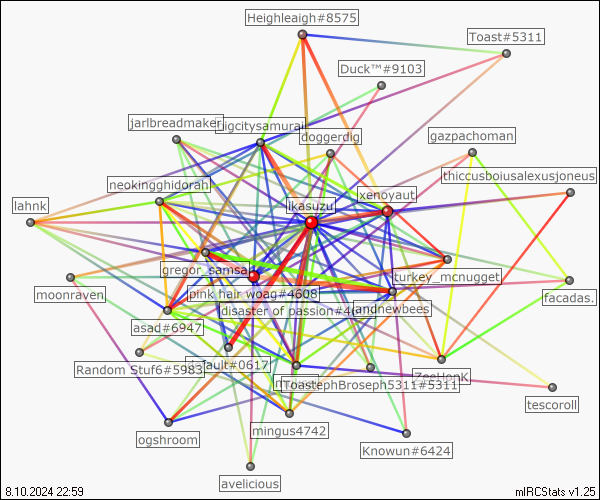 Heighleaigh#8575
Toast#5311
Duck™#9103
jarlbreadmaker
bigcitysamurai
doggerdig
gazpachoman
thiccusboiusalexusjoneus
neokingghidorah
xenoyaut
ikasuzu
lahnk
gregor_samsa
turkey_mcnugget
moonraven
pink hair woag#4608
facadas.
disaster of passion#46
andnewbees
asad#6947
Random Stuf6#5983
ault#0617
ZeeHonK
ToastephBroseph5311#5311
tescoroll
mingus4742
ogshroom
Knowun#6424
avelicious
8.10.2024 22:59
mIRCStats v1.25